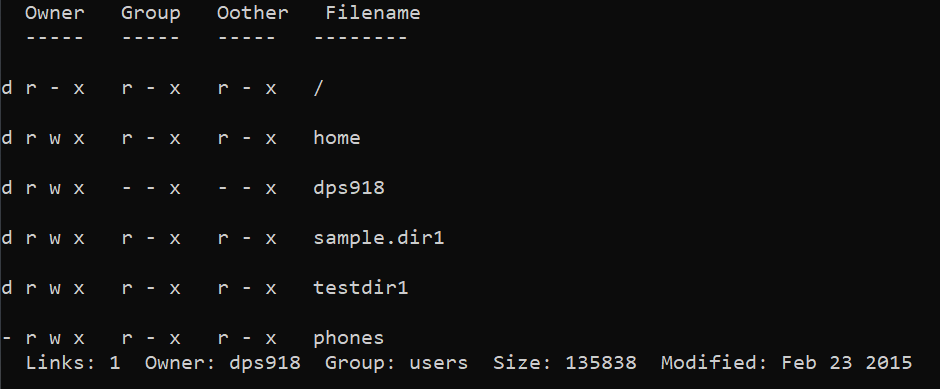 Owner Group Oother Filename
----- ----- ----- --------
d r - x r - x r - x /
d r w x r - x r - x home
d r w x - - x - - x dps918
d r w x r - x r - x sample.dir1
d r w x r - x r - x testdir1
- r w x r - x r - x phones
Links: 1 Owner: dps918 Group: users Size: 135838 Modified: Feb 23 2015